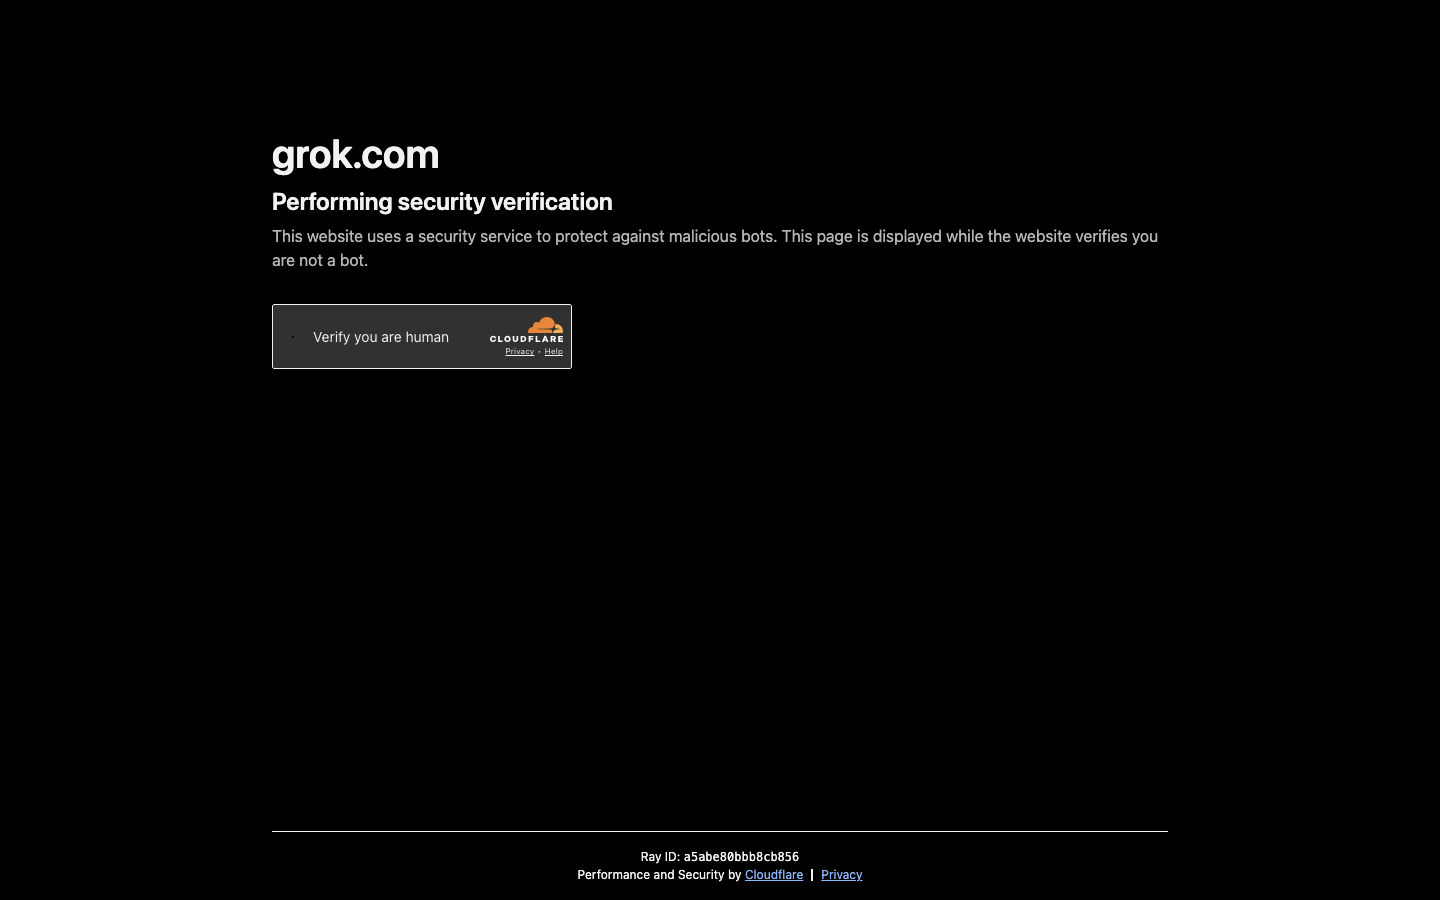 grok.com
Performing security verification
This website uses a security service to protect against malicious bots. This page is displayed while the website verifies you
are not a bot.
Verify you are human
CLOUDFLARE
Privacy • Help
Ray ID: a5abe80bbb8cb856
Performance and Security by Cloudflare | Privacy